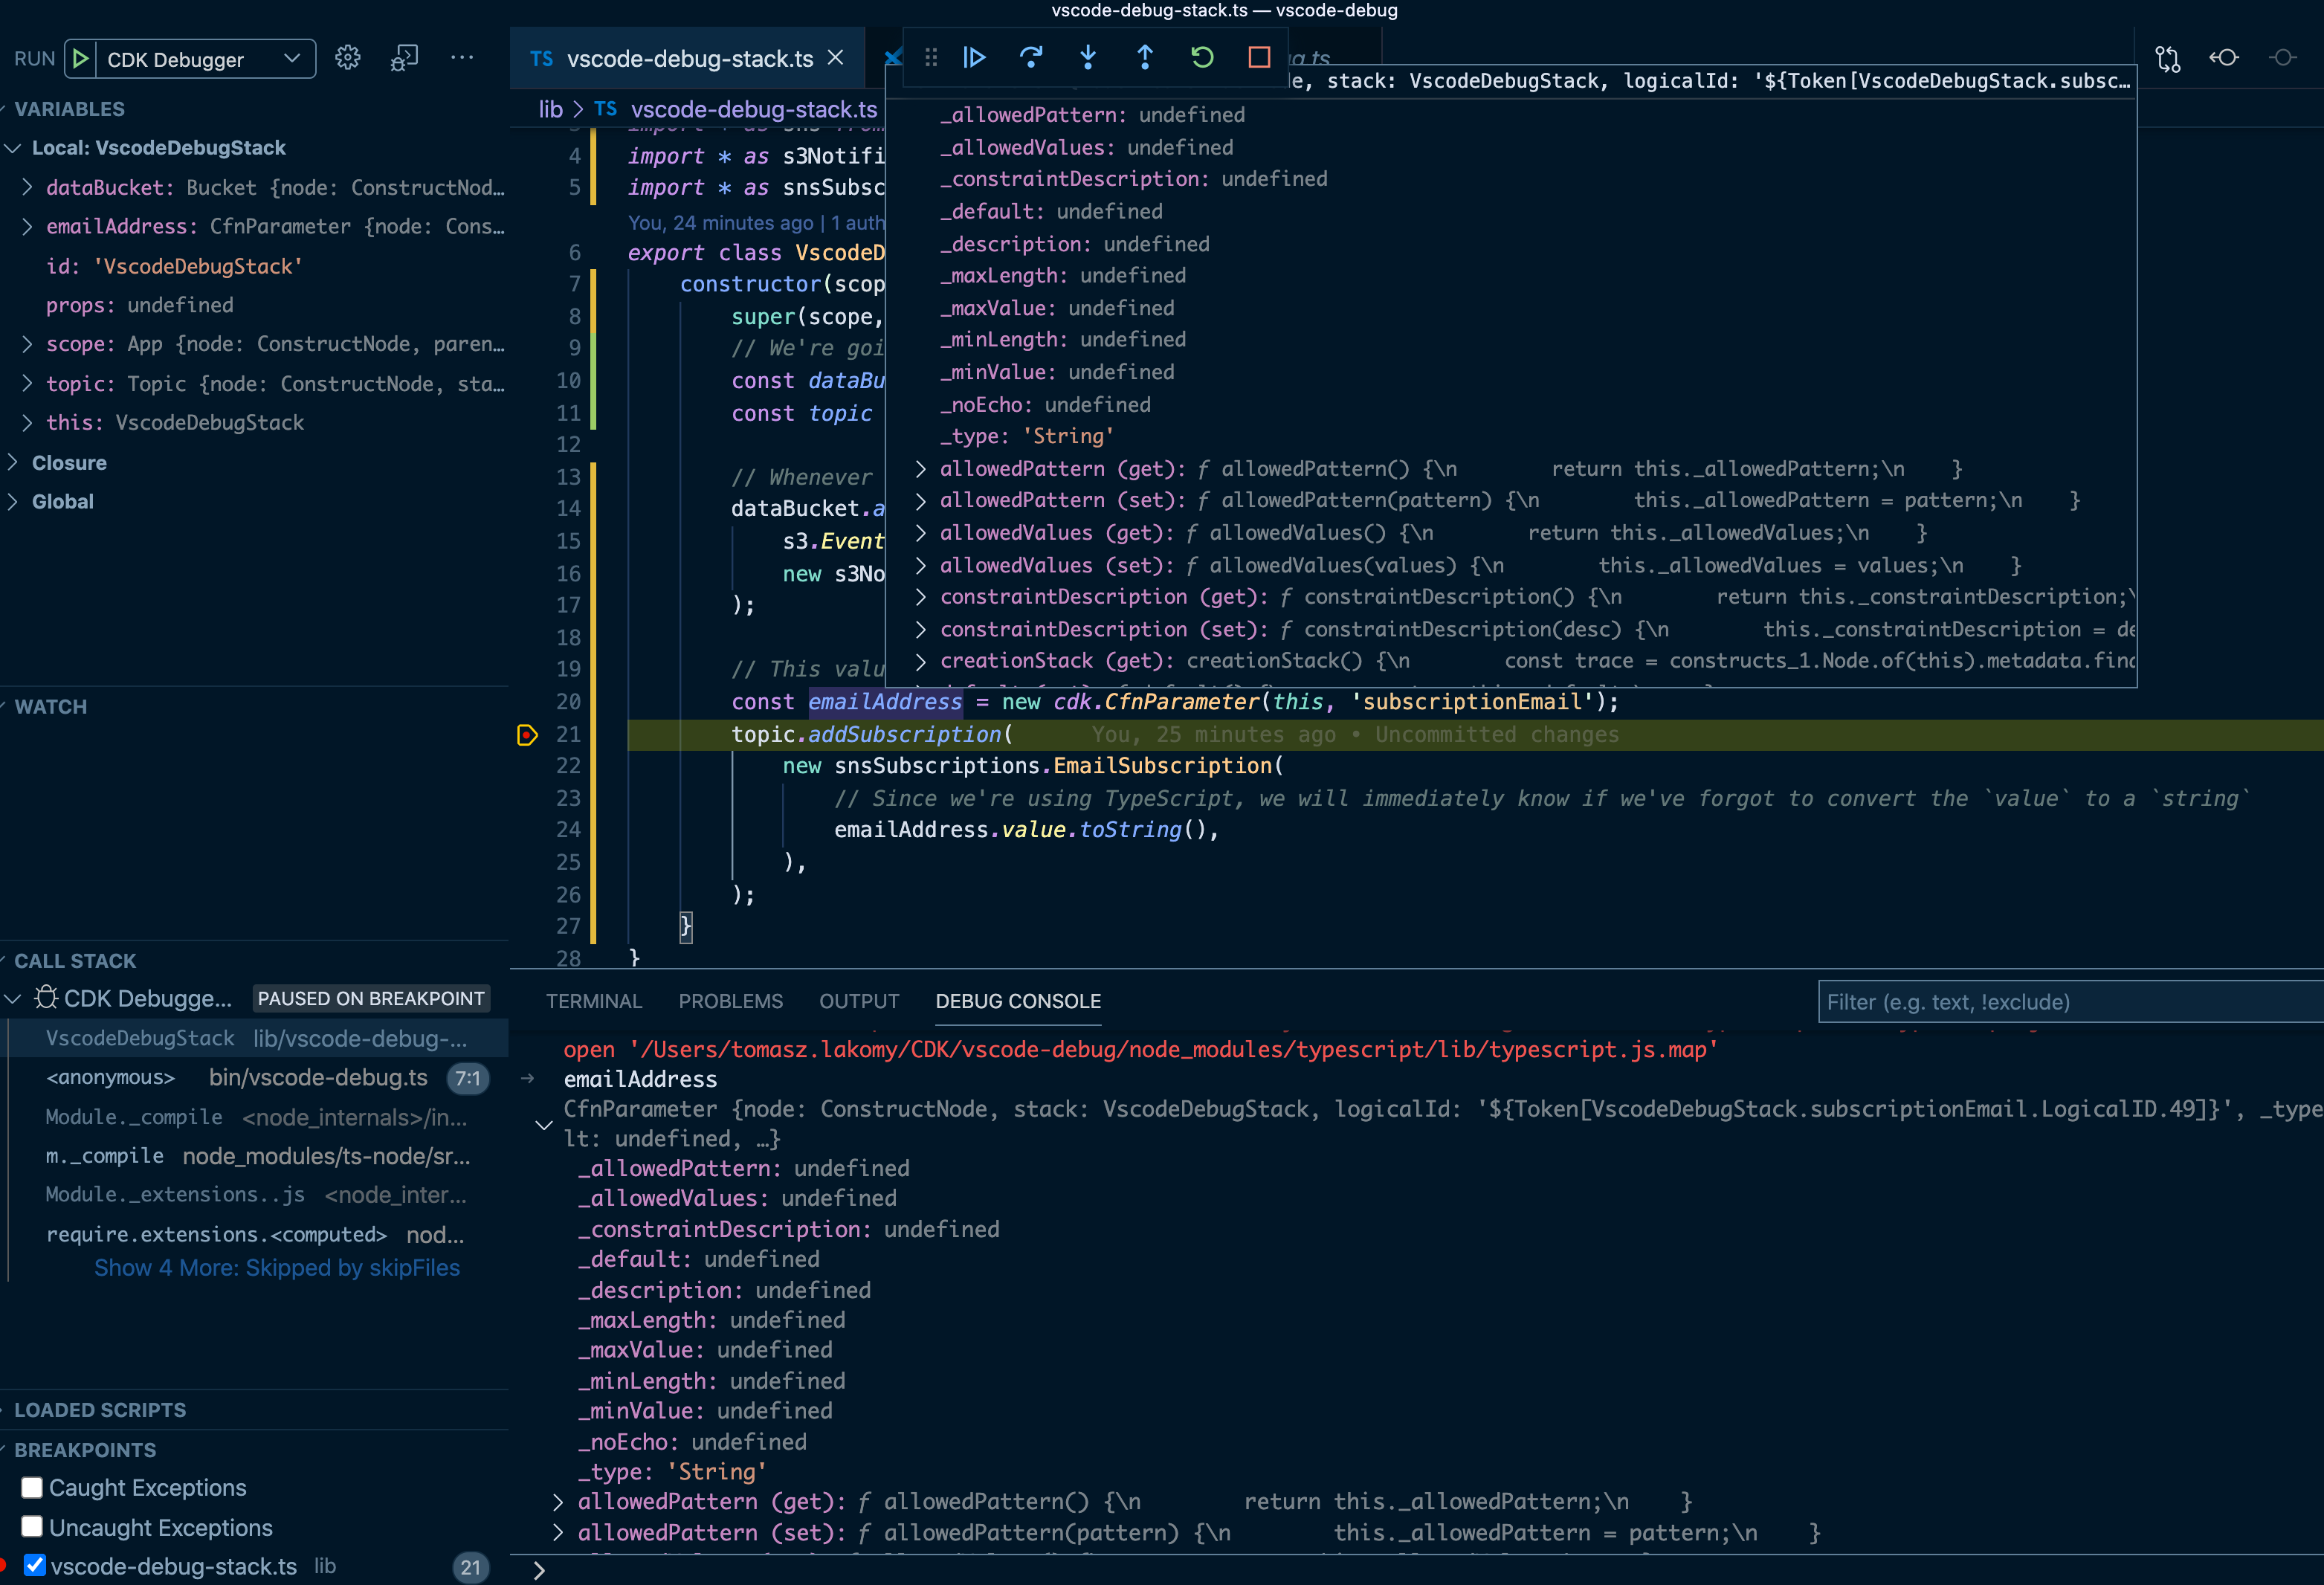 vscode-debug-stack.ts — vscode-debug
RUN
CDK Debugger
VARIABLES
Local: VscodeDebugStack
dataBucket: Bucket {node: ConstructNod...
emailAddress: CfnParameter {node: Cons...
id: 'VscodeDebugStack'
props: undefined
scope: App {node: ConstructNode, paren...
topic: Topic {node: ConstructNode, sta...
this: VscodeDebugStack
Closure
Global
WATCH
CALL STACK
CDK Debugge... PAUSED ON BREAKPOINT
VscodeDebugStack lib/vscode-debug-...
<anonymous> bin/vscode-debug.ts 7:1
Module._compile <node_internals>/in...
m._compile node_modules/ts-node/sr...
Module._extensions..js <node_inter...
require.extensions.<computed> nod...
Show 4 More: Skipped by skipFiles
LOADED SCRIPTS
BREAKPOINTS
Caught Exceptions
Uncaught Exceptions
vscode-debug-stack.ts lib 21
TS vscode-debug-stack.ts
lib > TS vscode-debug-stack.ts
4 import * as s3Notifi
5 import * as snsSubsc
You, 24 minutes ago | 1 auth
6 export class VscodeD
7 constructor(scop
8 super(scope,
9 // We're goi
10 const dataBu
11 const topic
12
13 // Whenever
14 dataBucket.a
15 s3.Event
16 new s3No
17 );
18
19 // This valu
20 const emailAddress = new cdk.CfnParameter(this, 'subscriptionEmail');
21 topic.addSubscription( You, 25 minutes ago • Uncommitted changes
22 new snsSubscriptions.EmailSubscription(
23 // Since we're using TypeScript, we will immediately know if we've forgot to convert the `value` to a `string`
24 emailAddress.value.toString(),
25 ),
26 );
27 }
28 }
e, stack: VscodeDebugStack, logicalId: '${Token[VscodeDebugStack.subsc...
_allowedPattern: undefined
_allowedValues: undefined
_constraintDescription: undefined
_default: undefined
_description: undefined
_maxLength: undefined
_maxValue: undefined
_minLength: undefined
_minValue: undefined
_noEcho: undefined
_type: 'String'
allowedPattern (get): ƒ allowedPattern() {\n return this._allowedPattern;\n }
allowedPattern (set): ƒ allowedPattern(pattern) {\n this._allowedPattern = pattern;\n }
allowedValues (get): ƒ allowedValues() {\n return this._allowedValues;\n }
allowedValues (set): ƒ allowedValues(values) {\n this._allowedValues = values;\n }
constraintDescription (get): ƒ constraintDescription() {\n return this._constraintDescription;\
constraintDescription (set): ƒ constraintDescription(desc) {\n this._constraintDescription = de
creationStack (get): creationStack() {\n const trace = constructs_1.Node.of(this).metadata.find
TERMINAL PROBLEMS OUTPUT DEBUG CONSOLE
Filter (e.g. text, !exclude)
open '/Users/tomasz.lakomy/CDK/vscode-debug/node_modules/typescript/lib/typescript.js.map'
emailAddress
CfnParameter {node: ConstructNode, stack: VscodeDebugStack, logicalId: '${Token[VscodeDebugStack.subscriptionEmail.LogicalID.49]}', _type
lt: undefined, …}
_allowedPattern: undefined
_allowedValues: undefined
_constraintDescription: undefined
_default: undefined
_description: undefined
_maxLength: undefined
_maxValue: undefined
_minLength: undefined
_minValue: undefined
_noEcho: undefined
_type: 'String'
allowedPattern (get): ƒ allowedPattern() {\n return this._allowedPattern;\n }
allowedPattern (set): ƒ allowedPattern(pattern) {\n this._allowedPattern = pattern;\n }